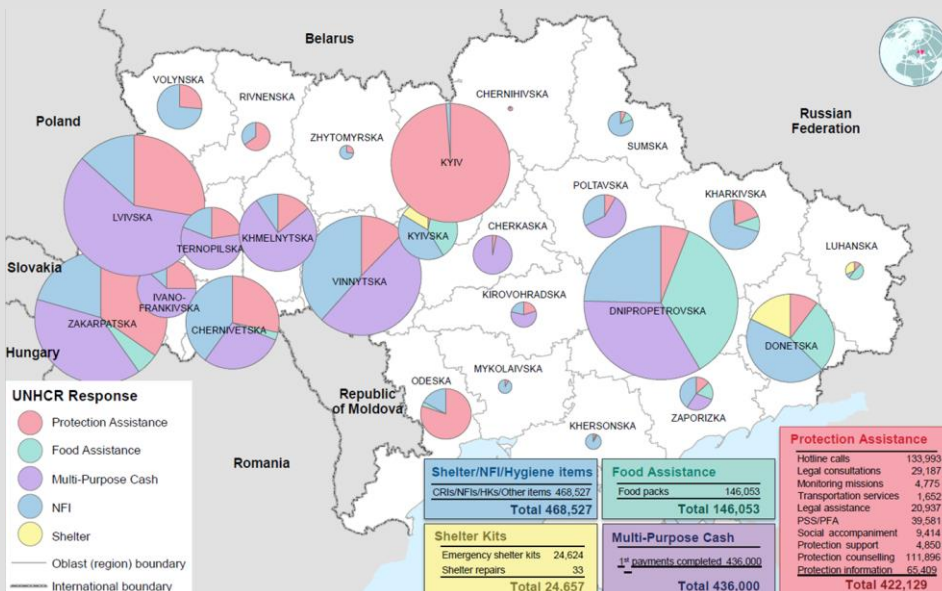 Belarus
Poland
Russian
Federation
Slovakia
Hungary
Republic
of Moldova
Romania
VOLYNSKA
RIVNENSKA
ZHYTOMYRSKA
KYIV
CHERNIHIVSKA
SUMSKA
LVIVSKA
TERNOPILSKA
KHMELNYTSKA
KYIVSKA
CHERKASKA
POLTAVSKA
KHARKIVSKA
LUHANSKA
ZAKARPATSKA
IVANO-
FRANKIVSKA
CHERNIVETSKA
VINNYTSKA
KIROVOHRADSKA
DNIPROPETROVSKA
DONETSKA
ODESKA
MYKOLAIVSKA
KHERSONSKA
ZAPORIZKA
UNHCR Response
Protection Assistance
Food Assistance
Multi-Purpose Cash
NFI
Shelter
Oblast (region) boundary
International boundary
Shelter/NFI/Hygiene items
CRIs/NFIs/HKs/Other items 468,527
Total 468,527
Food Assistance
Food packs 146,053
Total 146,053
Shelter Kits
Emergency shelter kits 24,624
Shelter repairs 33
Total 24,657
Multi-Purpose Cash
1st payments completed 436,000
Total 436,000
Protection Assistance
Hotline calls 133,993
Legal consultations 29,187
Monitoring missions 4,775
Transportation services 1,652
Legal assistance 20,937
PSS/PFA 39,581
Social accompaniment 9,414
Protection support 4,850
Protection counselling 111,896
Protection information 65,409
Total 422,129